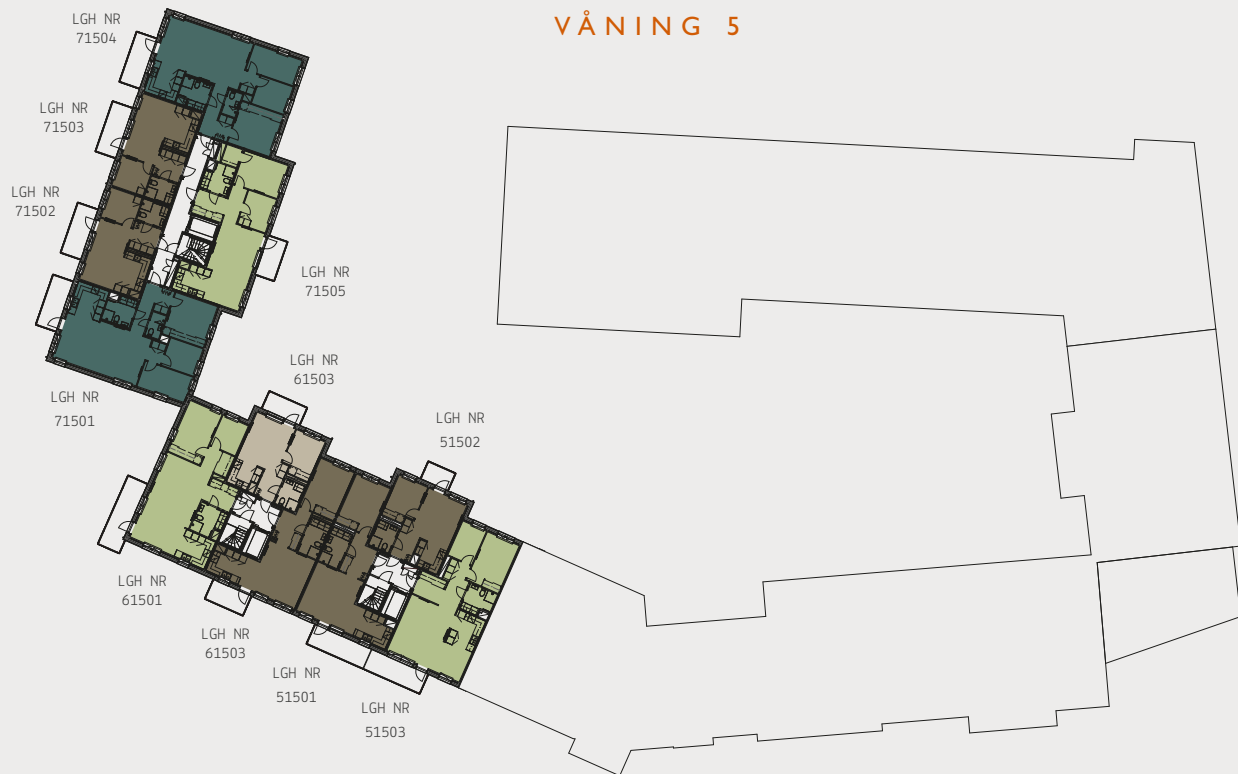 VÅNING 5
LGH NR
71504
LGH NR
71503
LGH NR
71502
LGH NR
71505
LGH NR
71501
LGH NR
61503
LGH NR
51502
LGH NR
61501
LGH NR
61503
LGH NR
51501
LGH NR
51503